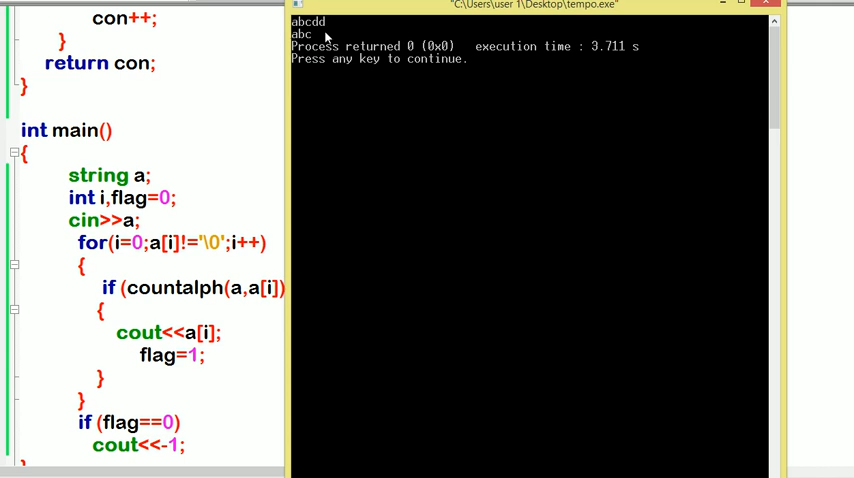 con++;
}
return con;
}
int main()
{
string a;
int i,flag=0;
cin>>a;
for(i=0;a[i]!='\0';i++)
{
if (countalph(a,a[i])
{
cout<<a[i];
flag=1;
}
}
if (flag==0)
cout<<-1;
"C:\Users\user 1\Desktop\tempo.exe"
abcdd
abc
Process returned 0 (0x0)   execution time : 3.711 s
Press any key to continue.